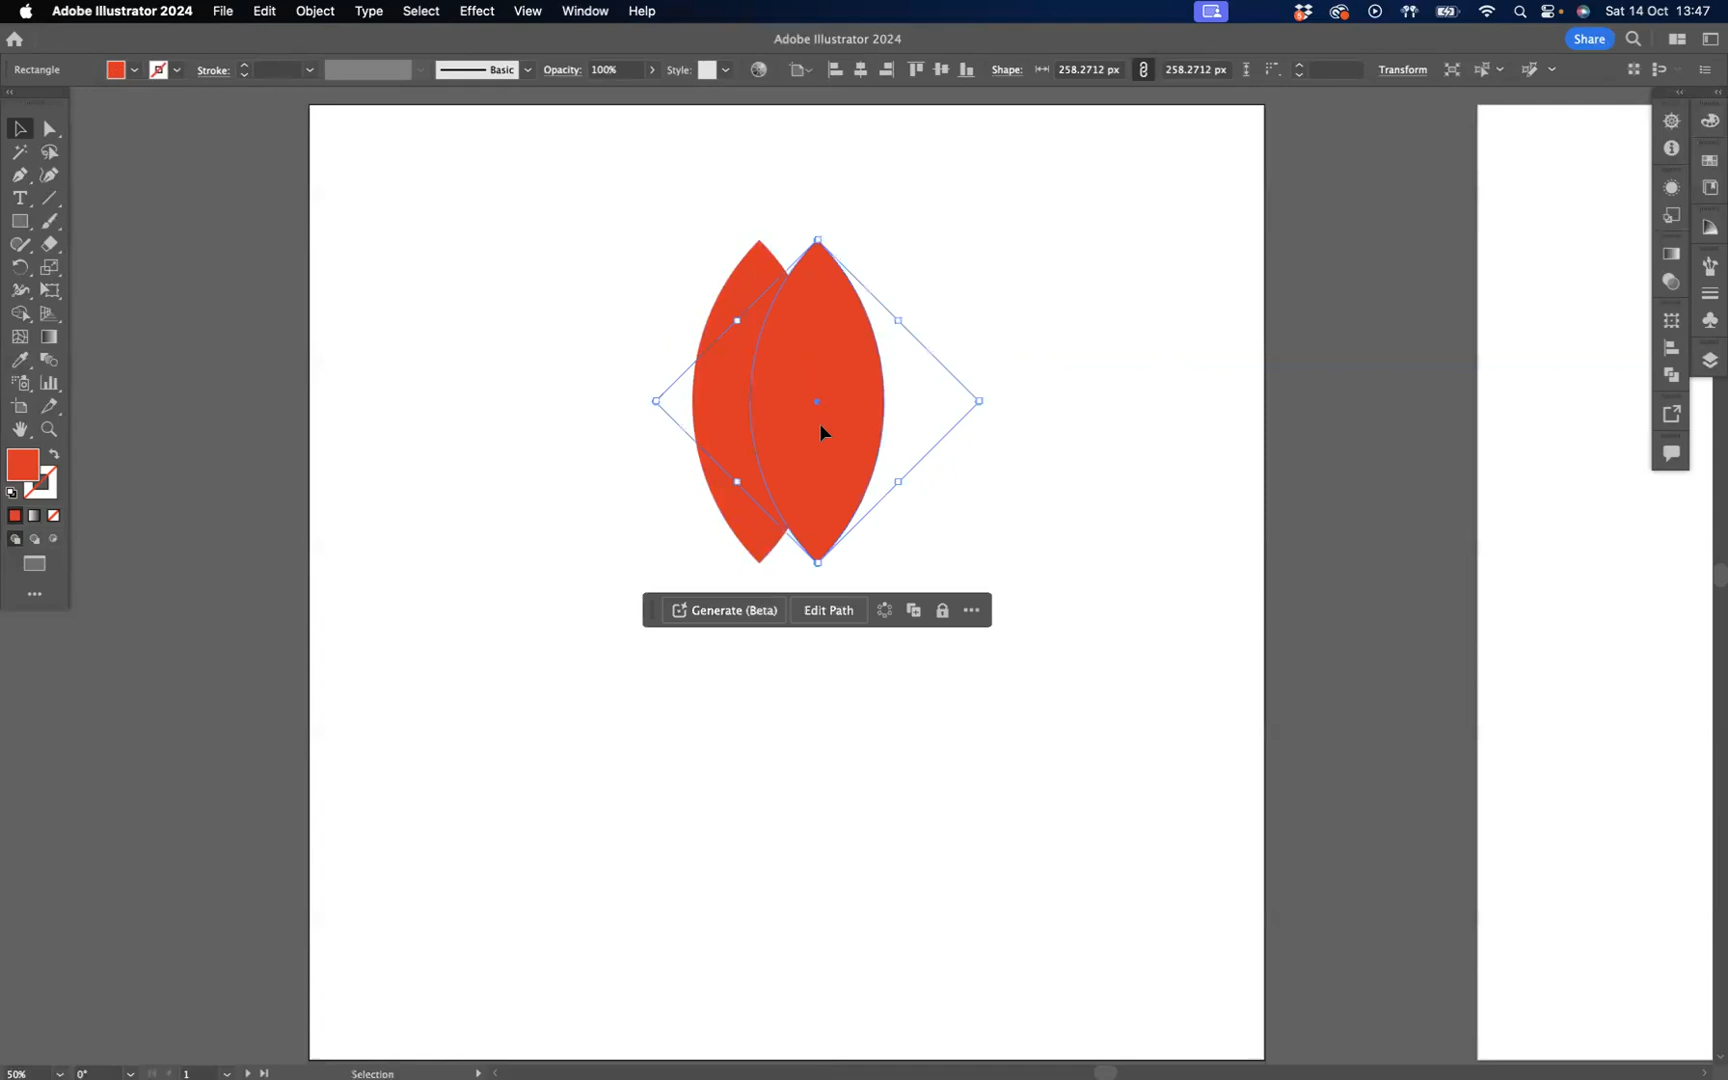 Adobe Illustrator 2024 File Edit Object Type Select Effect View Window Help Sat 14 Oct 13:47
Adobe Illustrator 2024 Share
Rectangle Stroke: Basic Opacity: 100% Style: Shape: 258.2712 px 258.2712 px Transform
Generate (Beta) Edit Path
50% 0° 1 Selection